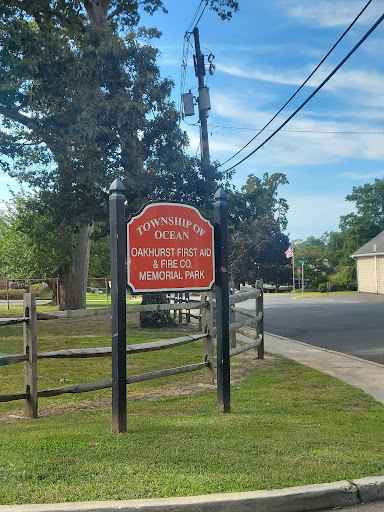 TOWNSHIP OF
OCEAN
OAKHURST FIRST AID
& FIRE CO.
MEMORIAL PARK